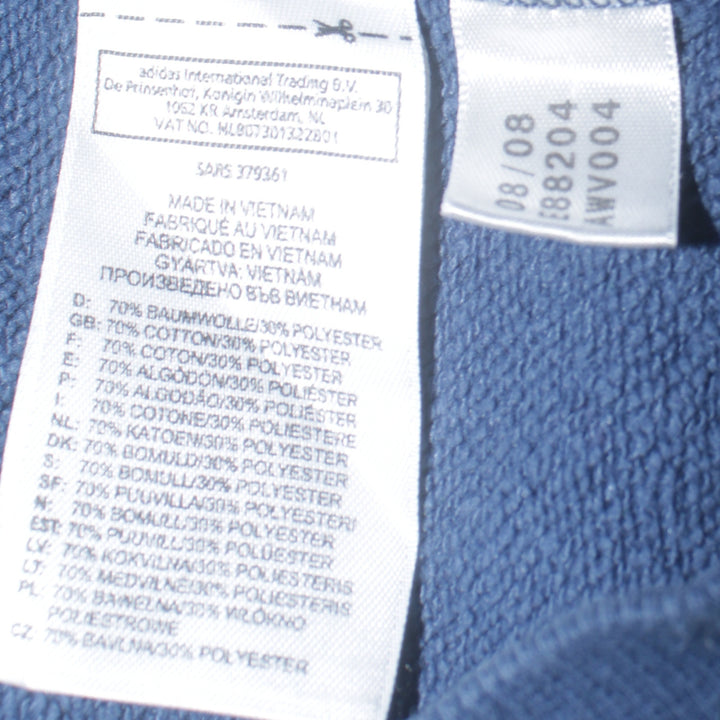 adidas International Trading B.V.
De Prinsenhof, Konigin Wilhelminaplein 30
1062 KR Amsterdam, NL
VAT NO. NL807301322B01
379361
MADE IN VIETNAM
FABRIQUÉ AU VIETNAM
FABRICADO EN VIETNAM
GYÁRTVA: VIETNAM
ПРОИЗВЕДЕНО ВЪВ ВИЕТНАМ
D: 70% BAUMWOLLE/30% POLYESTER
GB: 70% COTTON/30% POLYESTER
F: 70% COTON/30% POLYESTER
E: 70% ALGODÓN/30% POLIÉSTER
P: 70% ALGODÃO/30% POLIÉSTER
I: 70% COTONE/30% POLIESTERE
NL: 70% KATOEN/30% POLYESTER
DK: 70% BOMULD/30% POLYESTER
S: 70% BOMULL/30% POLYESTER
SF: 70% PUUVILLA/30% POLYESTERI
N: 70% BOMULL/30% POLYESTER
EST: 70% PUUVILL/30% POLÜESTER
LV: 70% KOKVILNA/30% POLIESTERIS
LT: 70% MEDVILNĖ/30% POLIESTERIS
PL: 70% BAWEŁNA/30% WŁÓKNO
POLIESTROWE
CZ: 70% BAVLNA/30% POLYESTER
08/08
E88204
AWV004